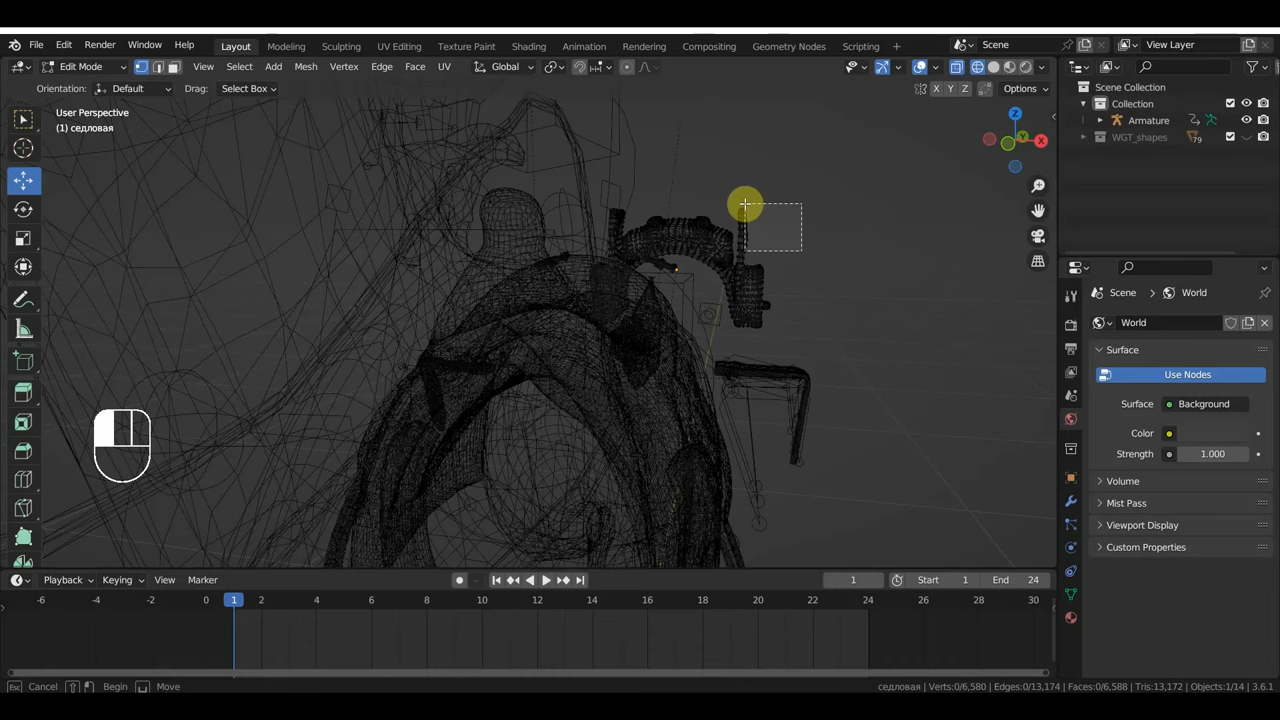 File Edit Render Window Help Layout Modeling Sculpting UV Editing Texture Paint Shading Animation Rendering Compositing Geometry Nodes Scripting + Scene View Layer
Edit Mode View Select Add Mesh Vertex Edge Face UV Global
Orientation: Default Drag: Select Box X Y Z Options
User Perspective
(1) седловая
Z
Y
X
Scene Collection
Collection
Armature
WGT_shapes 79
Scene > World
World
Surface
Use Nodes
Surface Background
Color
Strength 1.000
Volume
Mist Pass
Viewport Display
Custom Properties
Playback Keying View Marker 1 Start 1 End 24
-6 -4 -2 0 1 2 4 6 8 10 12 14 16 18 20 22 24 26 28 30
Esc Cancel Begin Move седловая | Verts:0/6,580 | Edges:0/13,174 | Faces:0/6,588 | Tris:13,172 | Objects:1/14 | 3.6.1